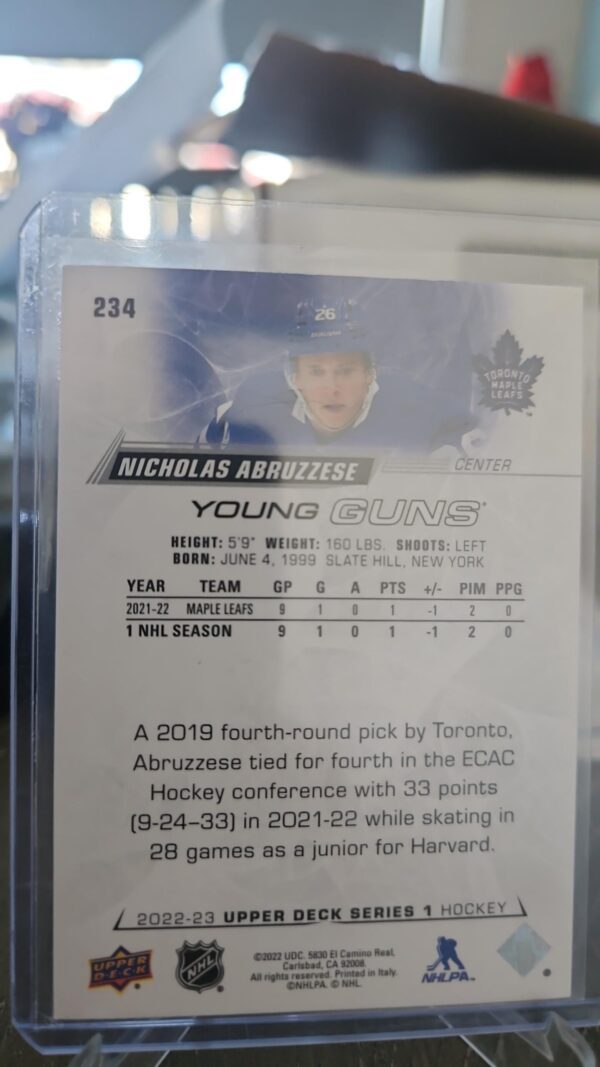 234
26
TORONTO
MAPLE
LEAFS
NICHOLAS ABRUZZESE
CENTER
YOUNG GUNS
HEIGHT: 5'9" WEIGHT: 160 LBS. SHOOTS: LEFT
BORN: JUNE 4, 1999 SLATE HILL, NEW YORK
YEAR TEAM GP G A PTS +/- PIM PPG
2021-22 MAPLE LEAFS 9 1 0 1 -1 2 0
1 NHL SEASON 9 1 0 1 -1 2 0
A 2019 fourth-round pick by Toronto,
Abruzzese tied for fourth in the ECAC
Hockey conference with 33 points
(9-24–33) in 2021-22 while skating in
28 games as a junior for Harvard.
2022-23 UPPER DECK SERIES 1 HOCKEY
UPPER
DECK
NHL
©2022 UDC. 5830 El Camino Real,
Carlsbad, CA 92008.
All rights reserved. Printed in Italy.
©NHLPA. © NHL.
NHLPA